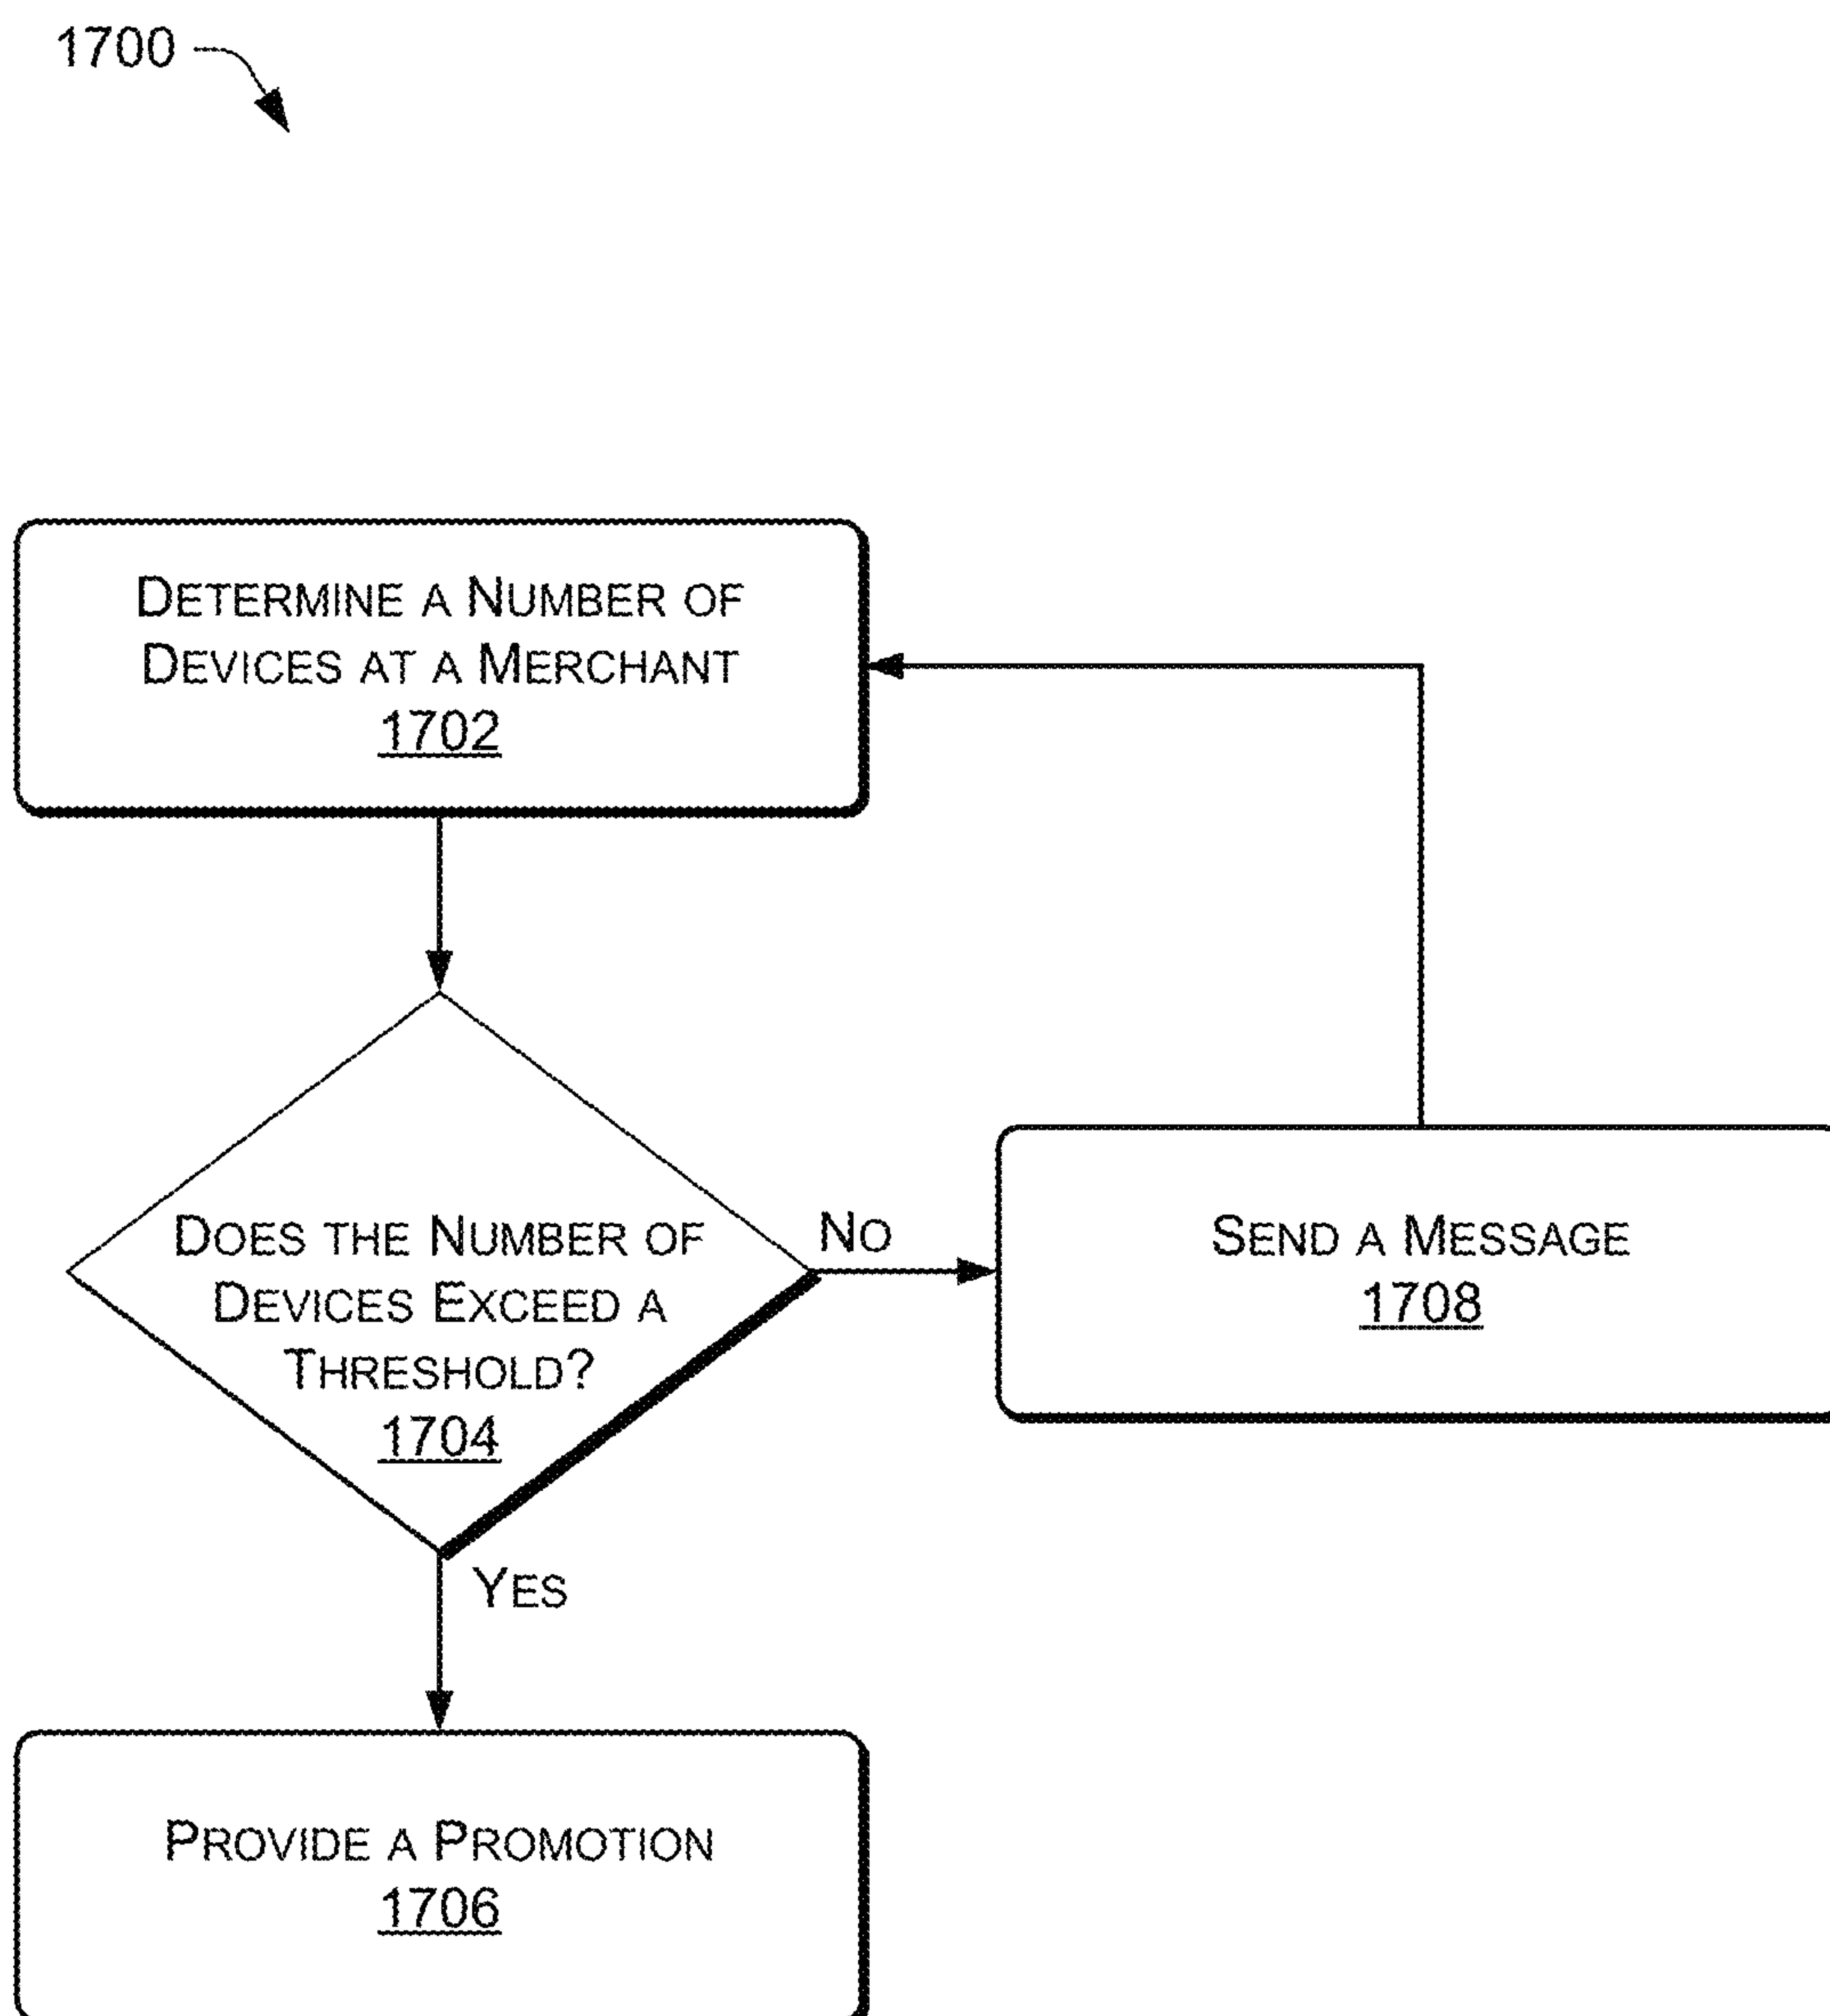 1700
DETERMINE A NUMBER OF
DEVICES AT A MERCHANT
1702
DOES THE NUMBER OF
DEVICES EXCEED A
THRESHOLD?
1704
NO
SEND A MESSAGE
1708
YES
PROVIDE A PROMOTION
1706